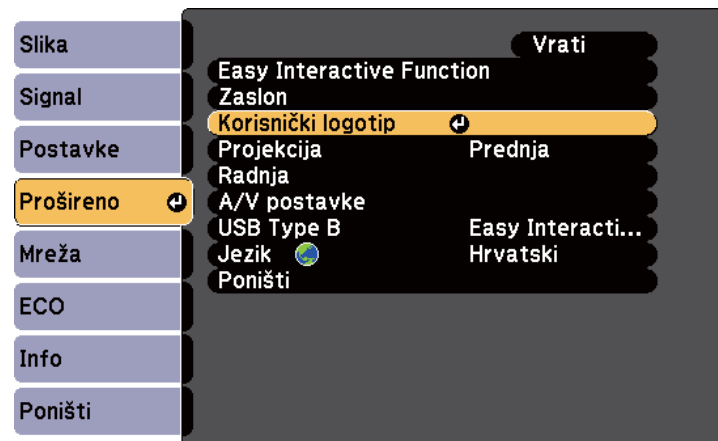 Slika
Signal
Postavke
Prošireno
Mreža
ECO
Info
Poništi
Vrati
Easy Interactive Function
Zaslon
Korisnički logotip
Projekcija Prednja
Radnja
A/V postavke
USB Type B Easy Interacti...
Jezik Hrvatski
Poništi